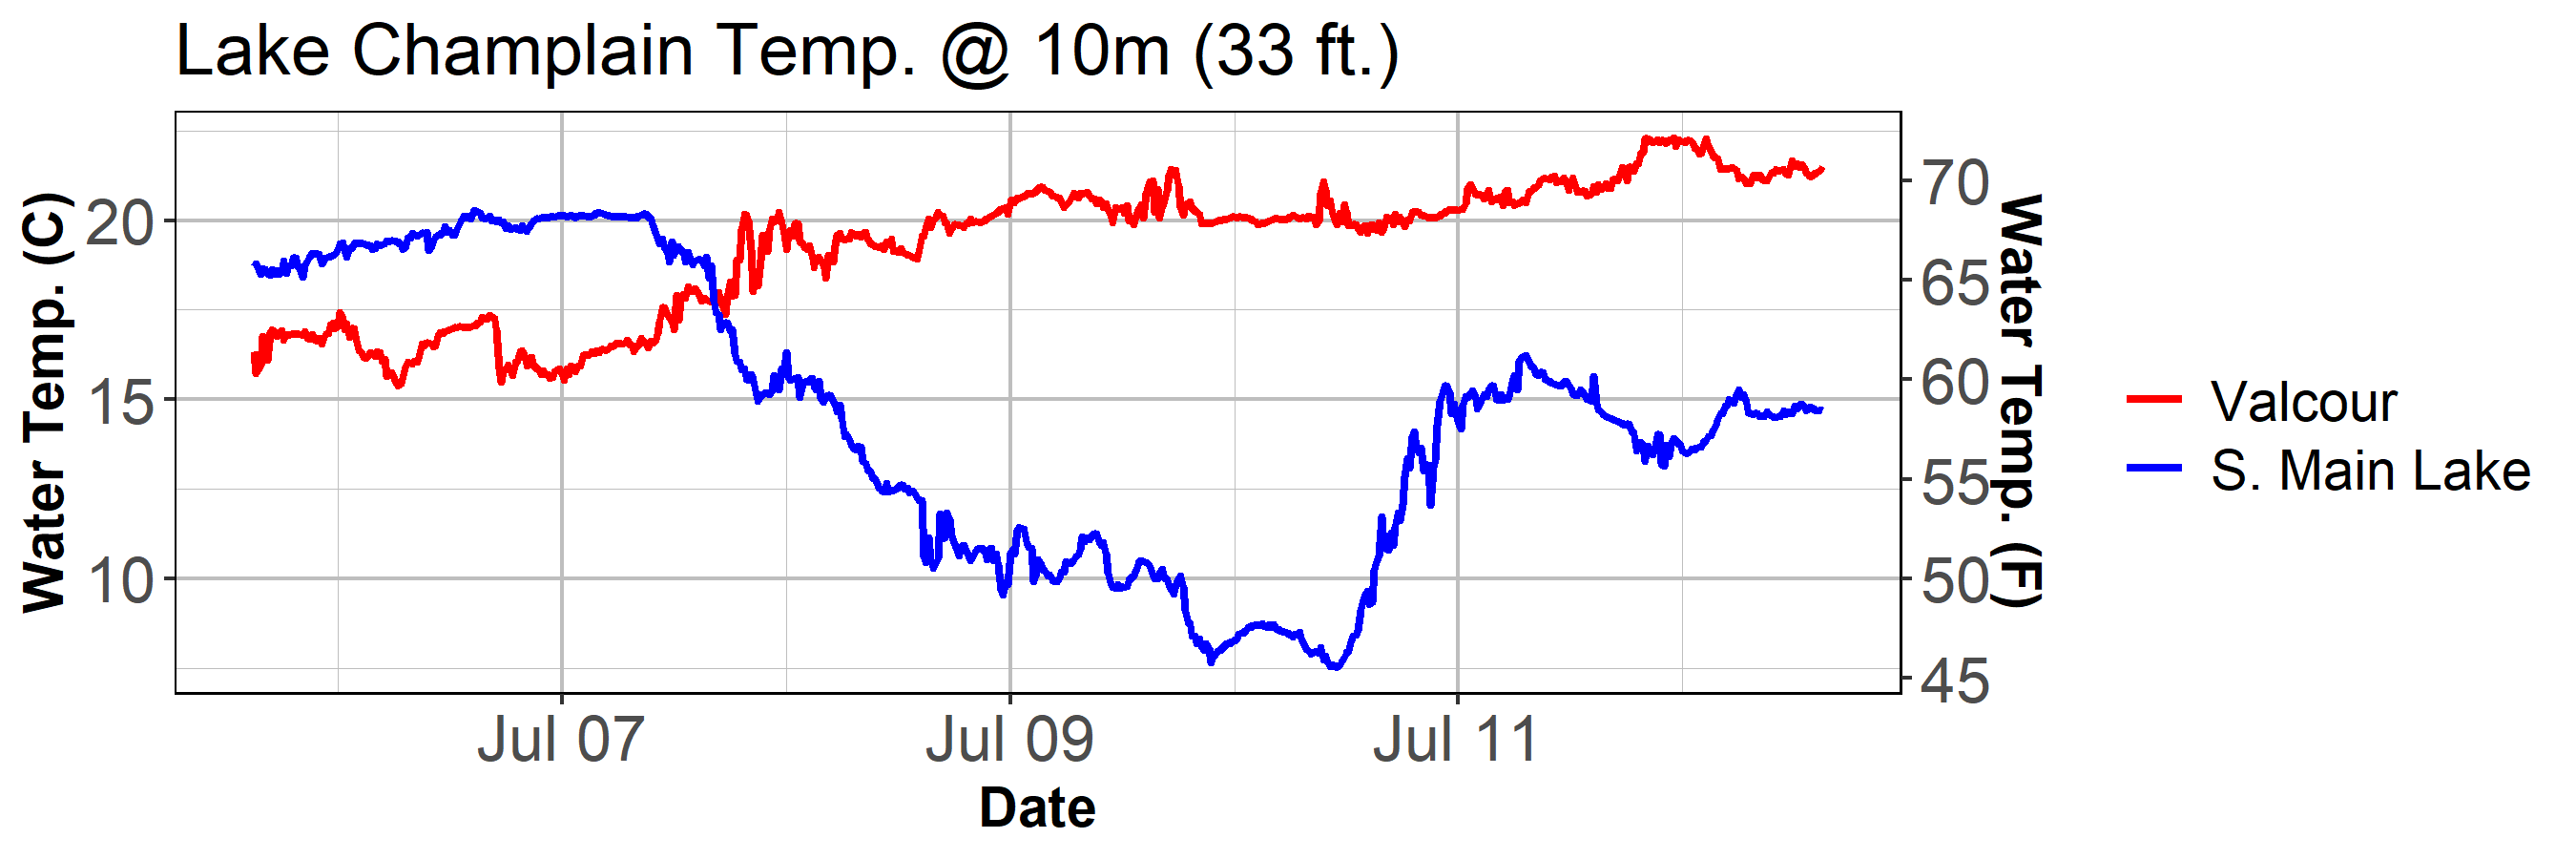 Lake Champlain Temp. @ 10m (33 ft.)
Water Temp. (C)
20
15
10
70
65
60
55
50
45
Water Temp. (F)
Jul 07
Jul 09
Jul 11
Date
Valcour
S. Main Lake